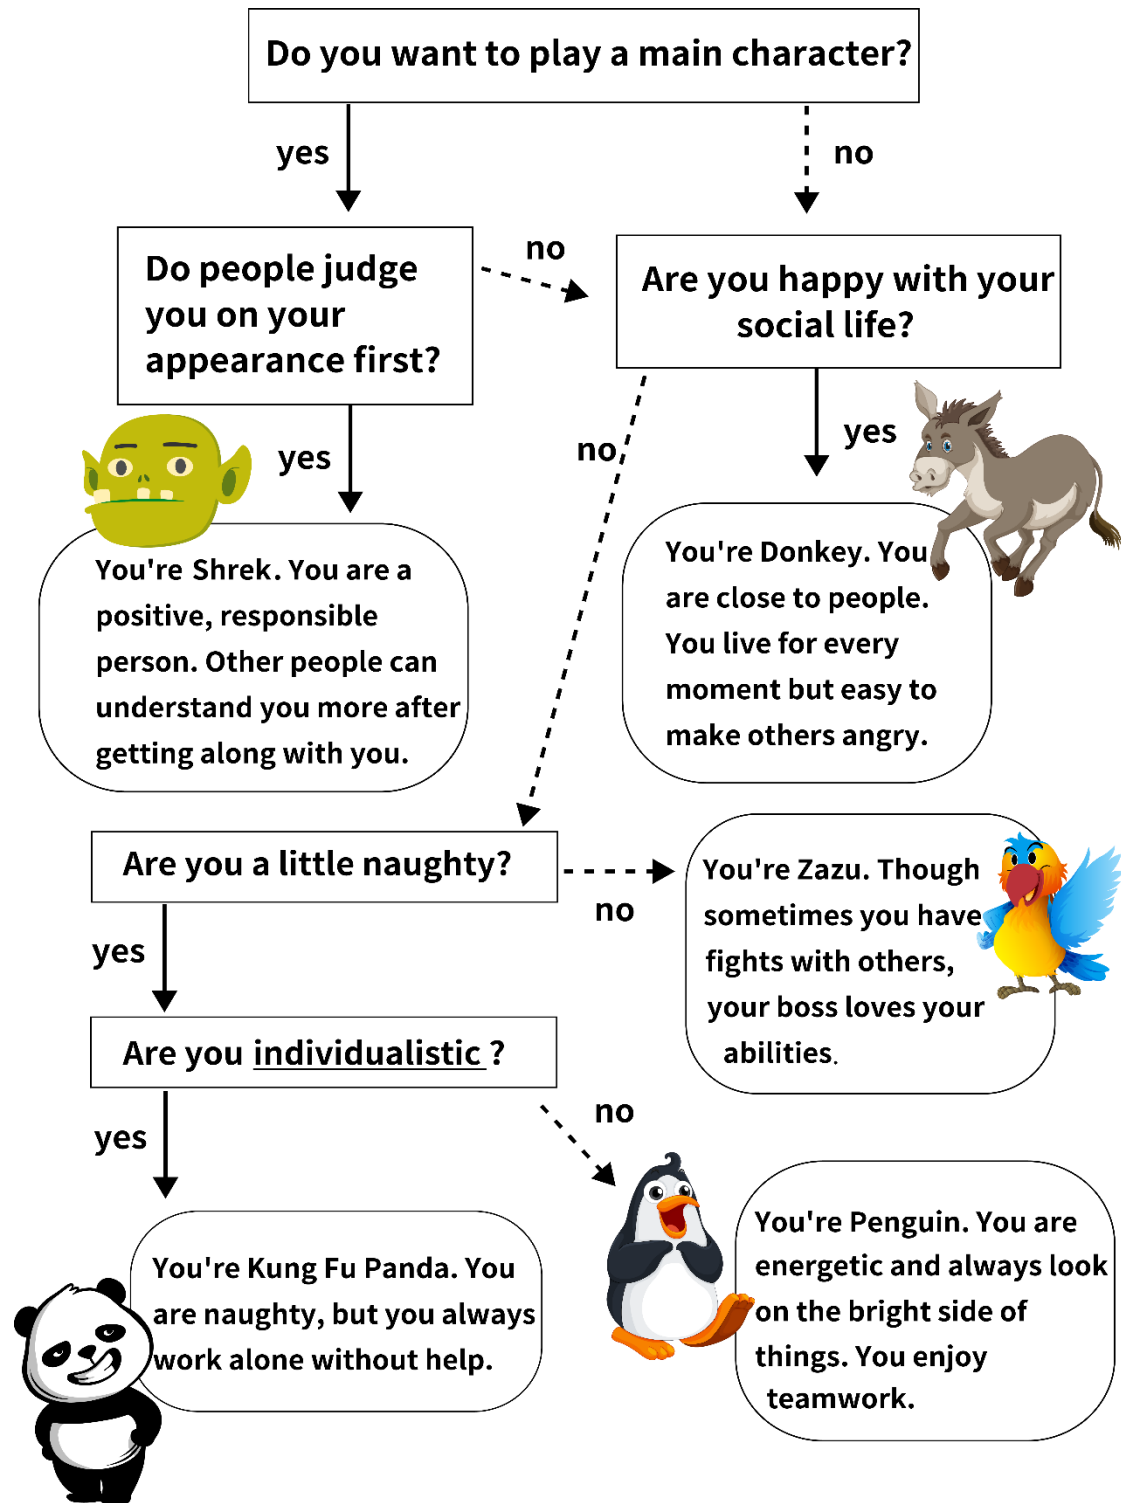 Do you want to play a main character?
yes
no
Do people judge
you on your
appearance first?
no
Are you happy with your
social life?
yes
no
yes
You're Shrek. You are a
positive, responsible
person. Other people can
understand you more after
getting along with you.
You're Donkey. You
are close to people.
You live for every
moment but easy to
make others angry.
Are you a little naughty?
no
yes
You're Zazu. Though
sometimes you have
fights with others,
your boss loves your
abilities.
Are you individualistic ?
yes
no
You're Kung Fu Panda. You
are naughty, but you always
work alone without help.
You're Penguin. You are
energetic and always look
on the bright side of
things. You enjoy
teamwork.